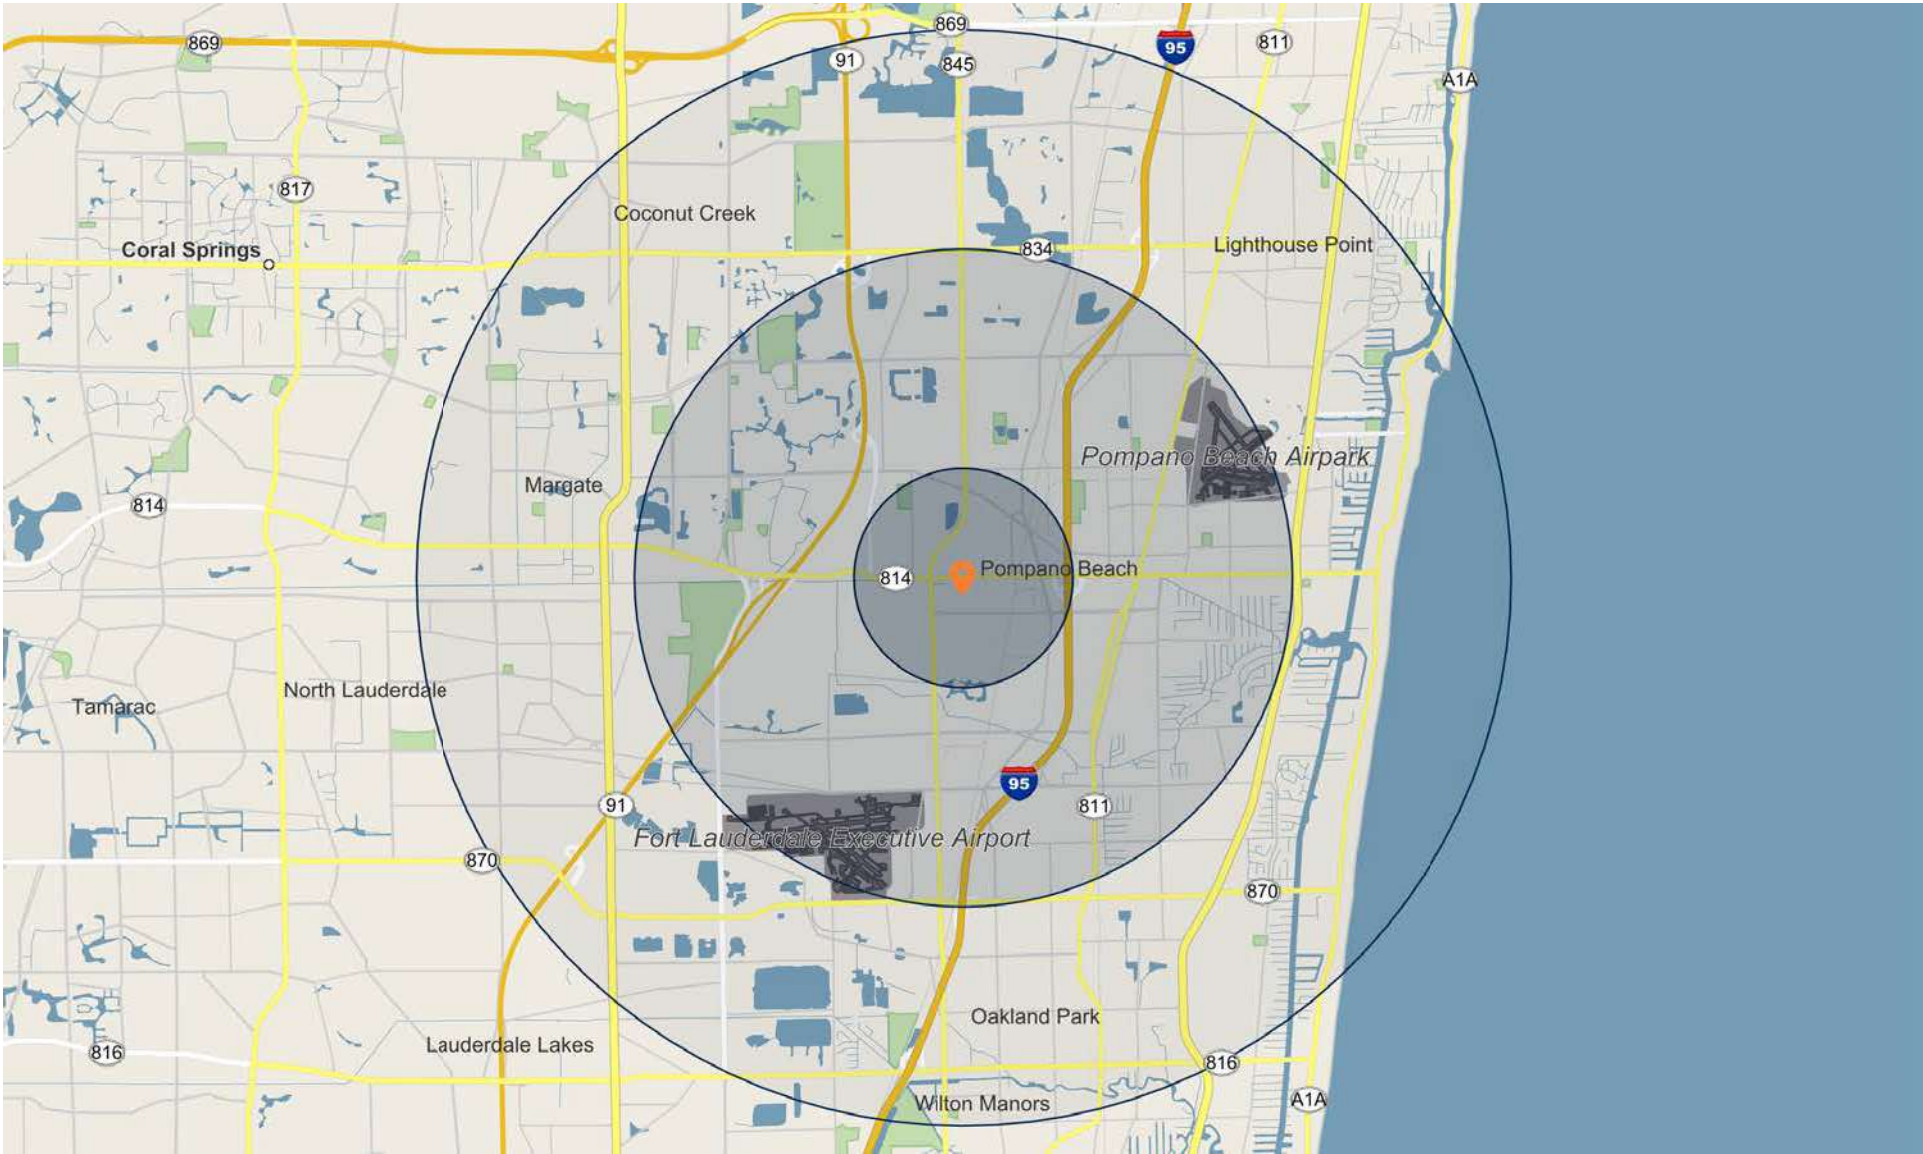 869
869
91
845
95
811
A1A
817
Coconut Creek
Coral Springs
834
Lighthouse Point
Pompano Beach Airpark
Margate
814
814
Pompano Beach
North Lauderdale
Tamarac
95
91
811
Fort Lauderdale Executive Airport
870
870
Oakland Park
Lauderdale Lakes
816
816
Wilton Manors
A1A